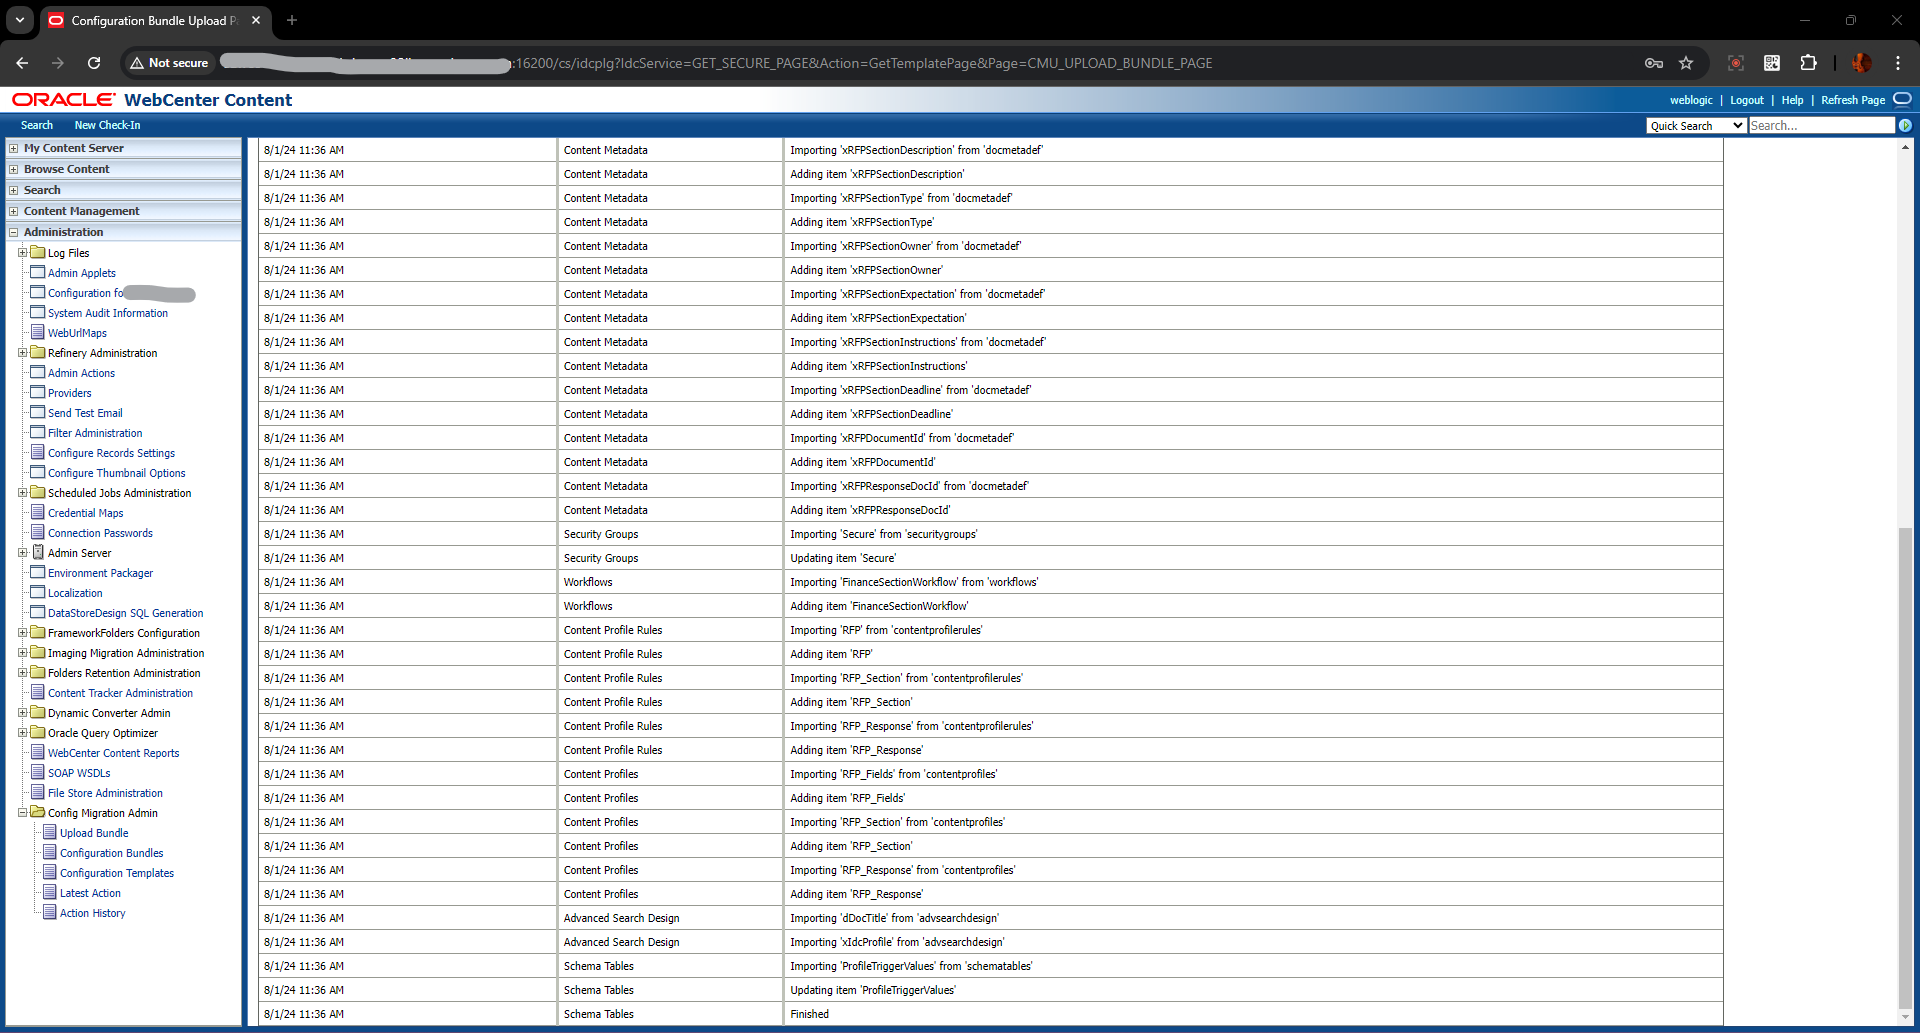 Configuration Bundle Upload P
Not secure
:16200/cs/idcplg?IdcService=GET_SECURE_PAGE&Action=GetTemplatePage&Page=CMU_UPLOAD_BUNDLE_PAGE
ORACLE WebCenter Content
weblogic | Logout | Help | Refresh Page
Search New Check-In
Quick Search Search...
My Content Server
Browse Content
Search
Content Management
Administration
Log Files
Admin Applets
Configuration fo
System Audit Information
WebUrlMaps
Refinery Administration
Admin Actions
Providers
Send Test Email
Filter Administration
Configure Records Settings
Configure Thumbnail Options
Scheduled Jobs Administration
Credential Maps
Connection Passwords
Admin Server
Environment Packager
Localization
DataStoreDesign SQL Generation
FrameworkFolders Configuration
Imaging Migration Administration
Folders Retention Administration
Content Tracker Administration
Dynamic Converter Admin
Oracle Query Optimizer
WebCenter Content Reports
SOAP WSDLs
File Store Administration
Config Migration Admin
Upload Bundle
Configuration Bundles
Configuration Templates
Latest Action
Action History
8/1/24 11:36 AM Content Metadata Importing 'xRFPSectionDescription' from 'docmetadef'
8/1/24 11:36 AM Content Metadata Adding item 'xRFPSectionDescription'
8/1/24 11:36 AM Content Metadata Importing 'xRFPSectionType' from 'docmetadef'
8/1/24 11:36 AM Content Metadata Adding item 'xRFPSectionType'
8/1/24 11:36 AM Content Metadata Importing 'xRFPSectionOwner' from 'docmetadef'
8/1/24 11:36 AM Content Metadata Adding item 'xRFPSectionOwner'
8/1/24 11:36 AM Content Metadata Importing 'xRFPSectionExpectation' from 'docmetadef'
8/1/24 11:36 AM Content Metadata Adding item 'xRFPSectionExpectation'
8/1/24 11:36 AM Content Metadata Importing 'xRFPSectionInstructions' from 'docmetadef'
8/1/24 11:36 AM Content Metadata Adding item 'xRFPSectionInstructions'
8/1/24 11:36 AM Content Metadata Importing 'xRFPSectionDeadline' from 'docmetadef'
8/1/24 11:36 AM Content Metadata Adding item 'xRFPSectionDeadline'
8/1/24 11:36 AM Content Metadata Importing 'xRFPDocumentId' from 'docmetadef'
8/1/24 11:36 AM Content Metadata Adding item 'xRFPDocumentId'
8/1/24 11:36 AM Content Metadata Importing 'xRFPResponseDocId' from 'docmetadef'
8/1/24 11:36 AM Content Metadata Adding item 'xRFPResponseDocId'
8/1/24 11:36 AM Security Groups Importing 'Secure' from 'securitygroups'
8/1/24 11:36 AM Security Groups Updating item 'Secure'
8/1/24 11:36 AM Workflows Importing 'FinanceSectionWorkflow' from 'workflows'
8/1/24 11:36 AM Workflows Adding item 'FinanceSectionWorkflow'
8/1/24 11:36 AM Content Profile Rules Importing 'RFP' from 'contentprofilerules'
8/1/24 11:36 AM Content Profile Rules Adding item 'RFP'
8/1/24 11:36 AM Content Profile Rules Importing 'RFP_Section' from 'contentprofilerules'
8/1/24 11:36 AM Content Profile Rules Adding item 'RFP_Section'
8/1/24 11:36 AM Content Profile Rules Importing 'RFP_Response' from 'contentprofilerules'
8/1/24 11:36 AM Content Profile Rules Adding item 'RFP_Response'
8/1/24 11:36 AM Content Profiles Importing 'RFP_Fields' from 'contentprofiles'
8/1/24 11:36 AM Content Profiles Adding item 'RFP_Fields'
8/1/24 11:36 AM Content Profiles Importing 'RFP_Section' from 'contentprofiles'
8/1/24 11:36 AM Content Profiles Adding item 'RFP_Section'
8/1/24 11:36 AM Content Profiles Importing 'RFP_Response' from 'contentprofiles'
8/1/24 11:36 AM Content Profiles Adding item 'RFP_Response'
8/1/24 11:36 AM Advanced Search Design Importing 'dDocTitle' from 'advsearchdesign'
8/1/24 11:36 AM Advanced Search Design Importing 'xIdcProfile' from 'advsearchdesign'
8/1/24 11:36 AM Schema Tables Importing 'ProfileTriggerValues' from 'schematables'
8/1/24 11:36 AM Schema Tables Updating item 'ProfileTriggerValues'
8/1/24 11:36 AM Schema Tables Finished